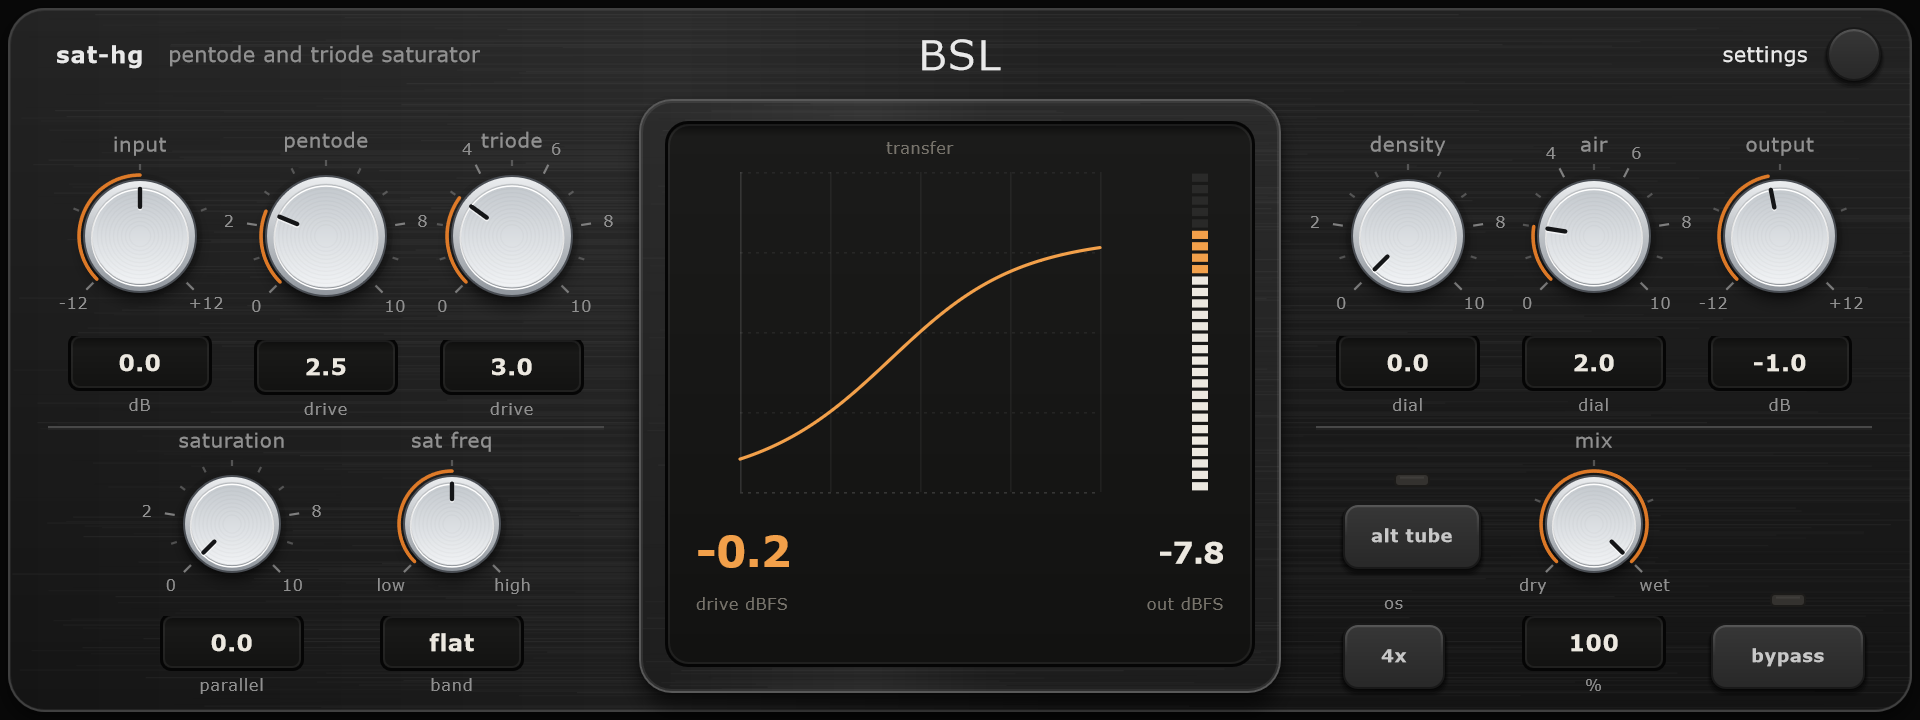 sat-hg pentode and triode saturator BSL settings
input pentode triode
4 6
2 8 8
-12 +12 0 10 0 10
0.0 2.5 3.0
dB drive drive
saturation sat freq
2 8
0 10 low high
0.0 flat
parallel band
transfer
-0.2 -7.8
drive dBFS out dBFS
density air output
4 6
2 8 8
0 10 0 10 -12 +12
0.0 2.0 -1.0
dial dial dB
mix
alt tube
dry wet
os
4x 100 bypass
%